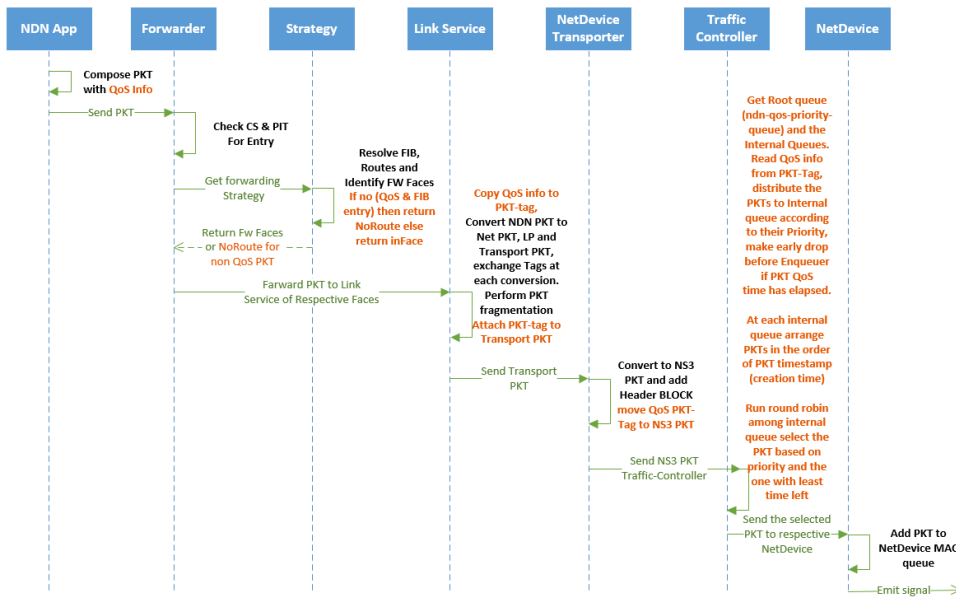 NDN App
Forwarder
Strategy
Link Service
NetDevice
Transporter
Traffic
Controller
NetDevice
Compose PKT
with QoS Info
Send PKT
Check CS & PIT
For Entry
Get forwarding
Strategy
Resolve FIB,
Routes and
Identify FW Faces
If no (QoS & FIB
entry) then return
NoRoute else
return inFace
Return Fw Faces
or NoRoute for
non QoS PKT
Farward PKT to Link
Service of Respective Faces
Copy QoS info to
PKT-tag,
Convert NDN PKT to
Net PKT, LP and
Transport PKT,
exchange Tags at
each conversion.
Perform PKT
fragmentation
Attach PKT-tag to
Transport PKT
Send Transport
PKT
Convert to NS3
PKT and add
Header BLOCK
move QoS PKT-
Tag to NS3 PKT
Send NS3 PKT
Traffic-Controller
Get Root queue
(ndn-qos-priority-
queue) and the
Internal Queues.
Read QoS info
from PKT-Tag,
distribute the
PKTs to Internal
queue according
to their Priority,
make early drop
before Enqueuer
if PKT QoS
time has elapsed.
At each internal
queue arrange
PKTs in the order
of PKT timestamp
(creation time)
Run round robin
among internal
queue select the
PKT based on
priority and the
one with least
time left
Send the selected
PKT to respective
NetDevice
Add PKT to
NetDevice MAC
queue
Emit signal